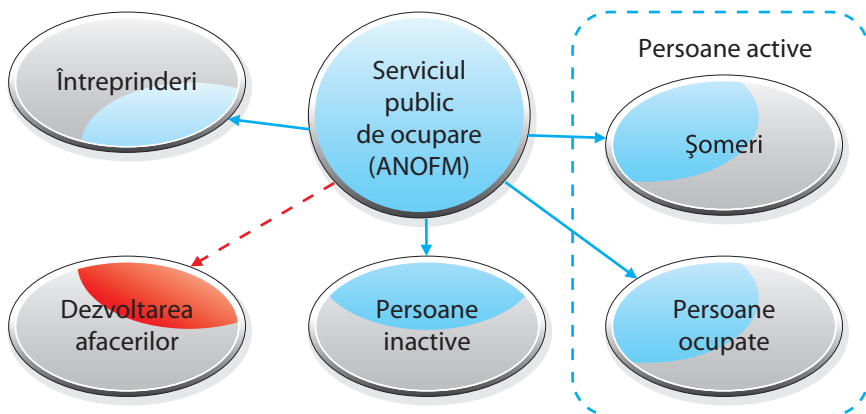 Întreprinderi
Serviciul
public
de ocupare
(ANOFM)
Persoane active
Şomeri
Dezvoltarea
afacerilor
Persoane
inactive
Persoane
ocupate